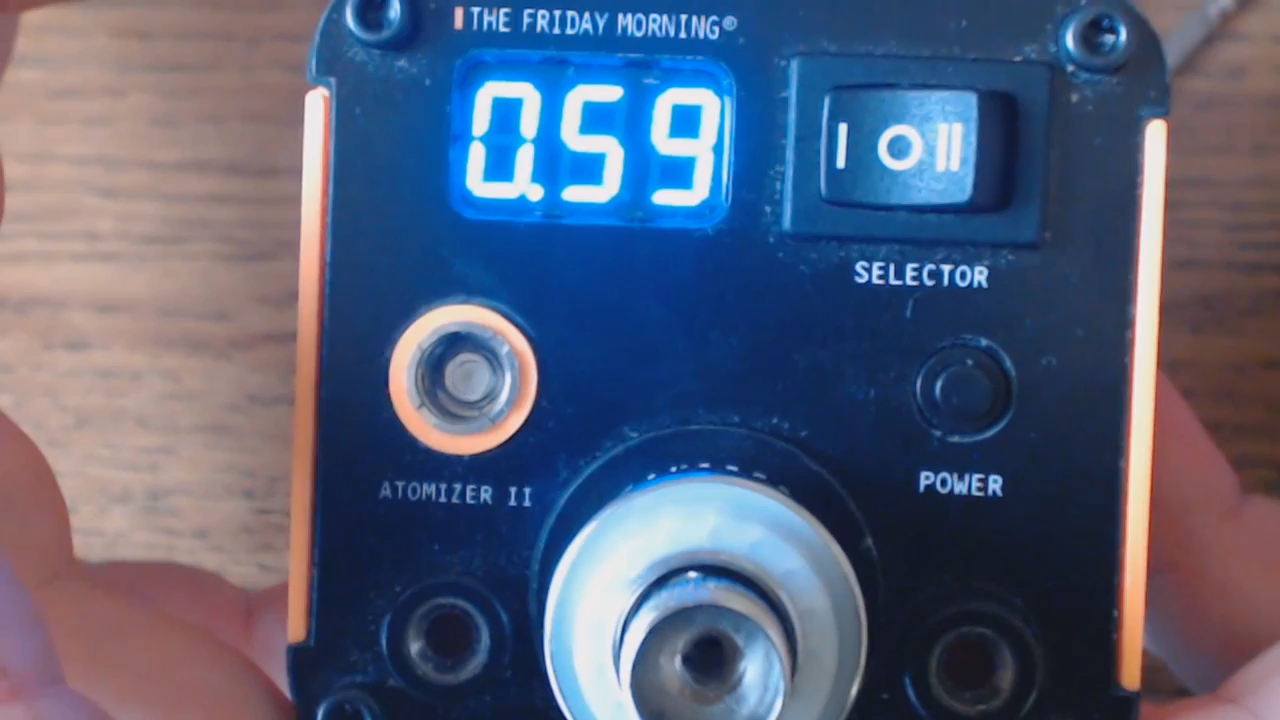 THE FRIDAY MORNING®
0.59
I O II
SELECTOR
ATOMIZER II
POWER